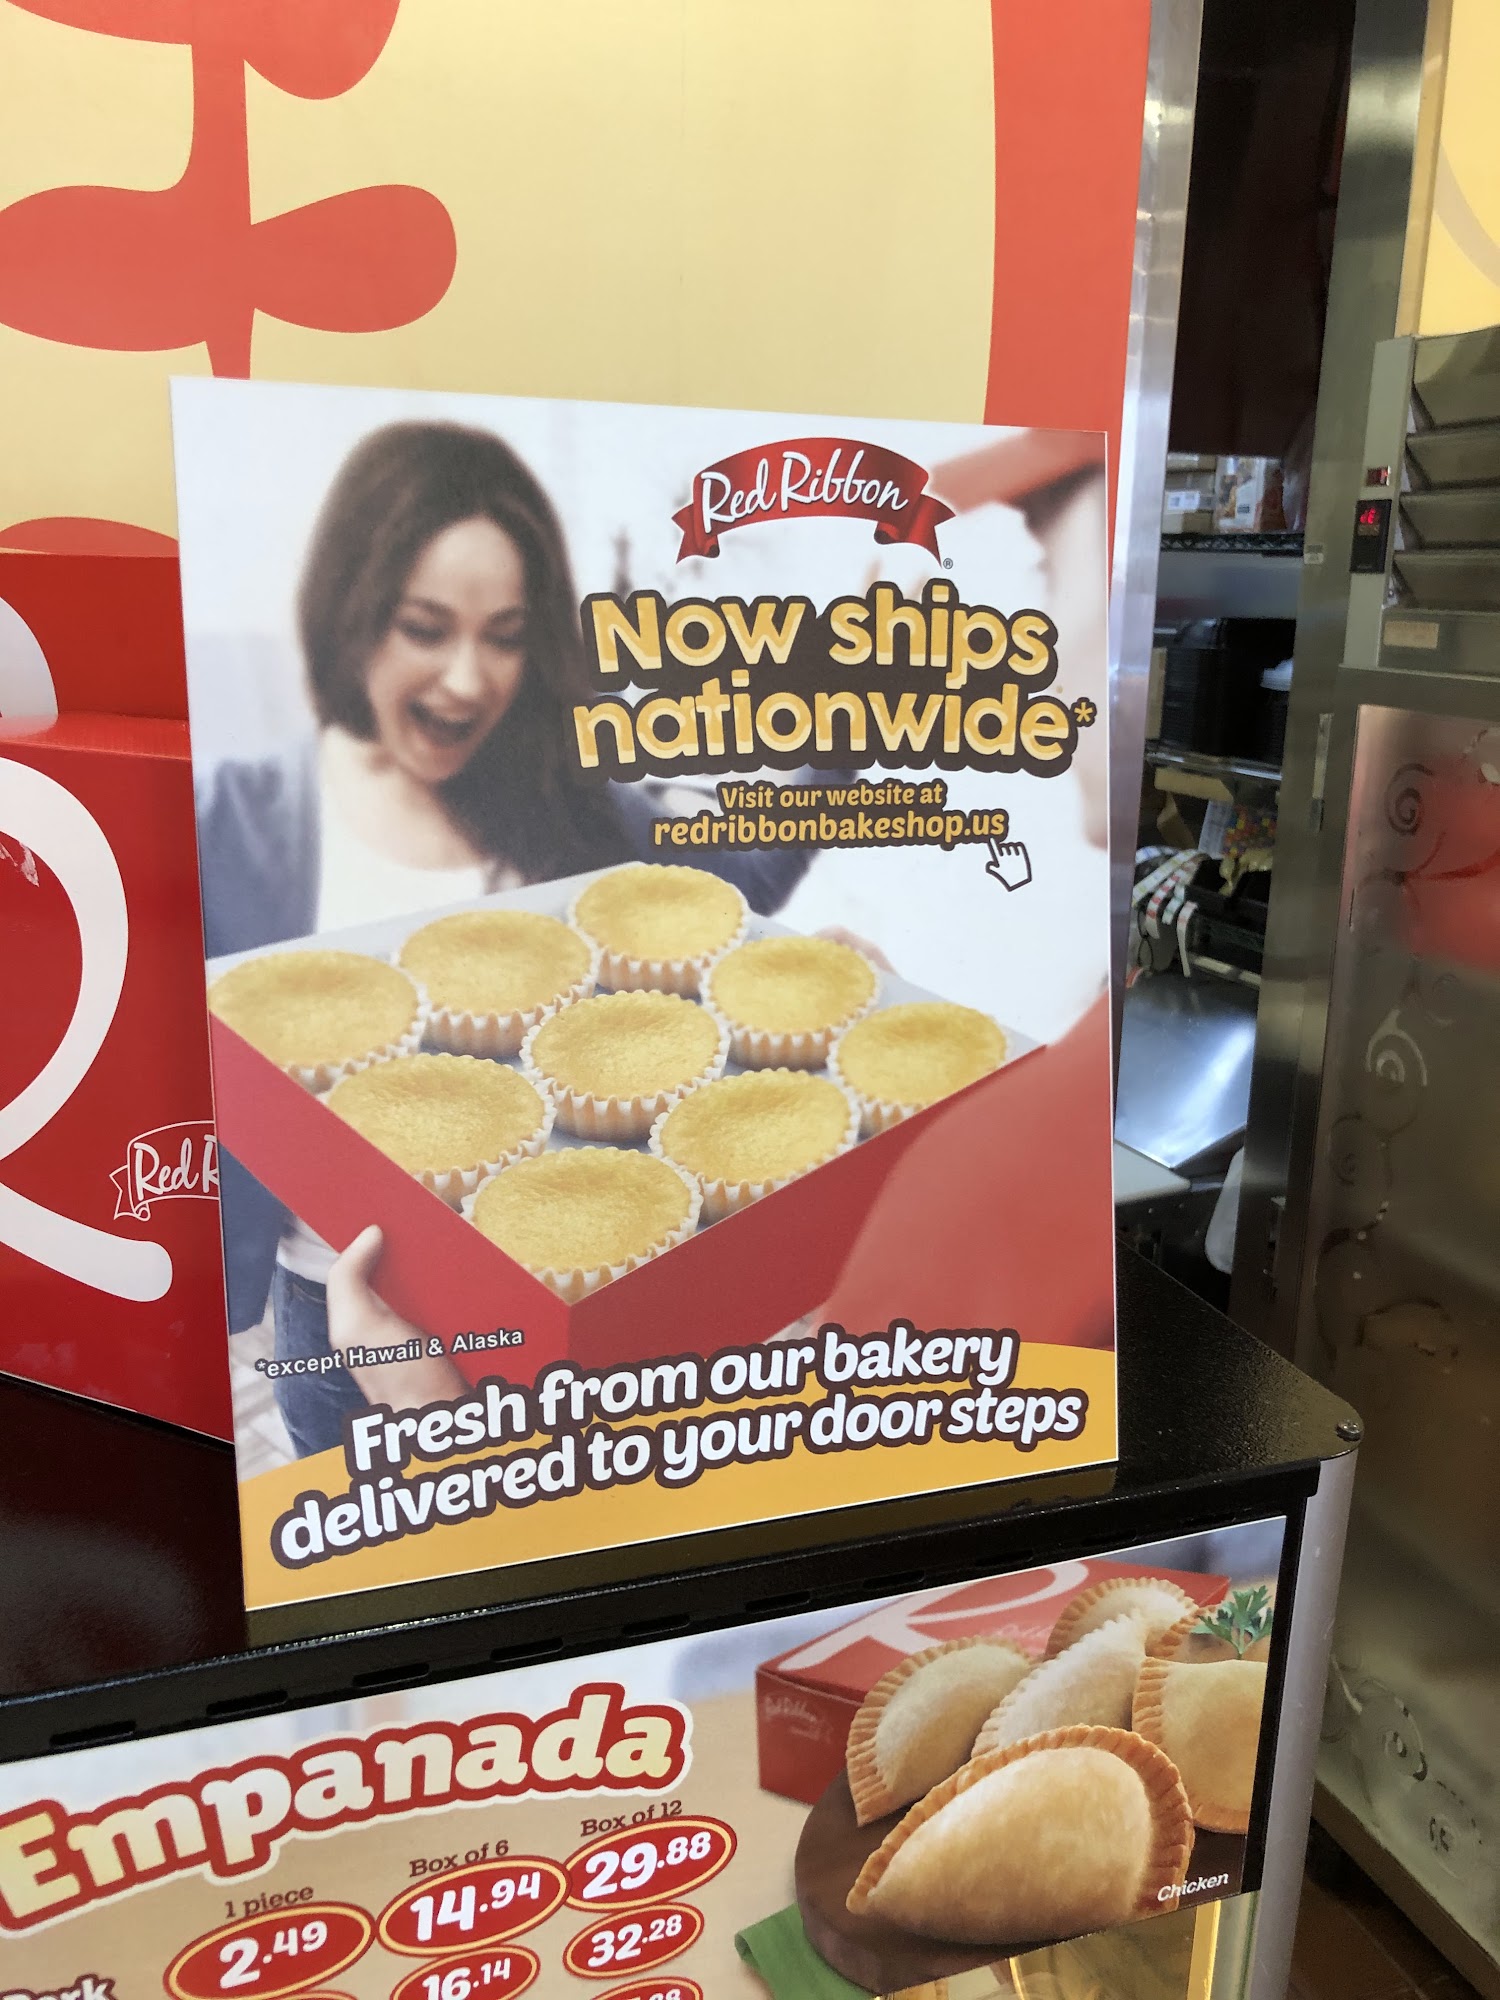 Red Ribbon®
Now ships
nationwide*
Visit our website at
redribbonbakeshop.us
Red R
*except Hawaii & Alaska
Fresh from our bakery
delivered to your door steps
Empanada
1 piece
Box of 6
Box of 12
2.49
14.94
29.88
16.14
32.28
Chicken